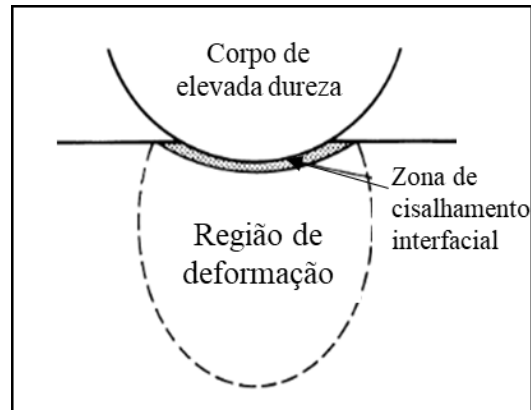 Corpo de
elevada dureza
Zona de
cisalhamento
interfacial
Região de
deformação